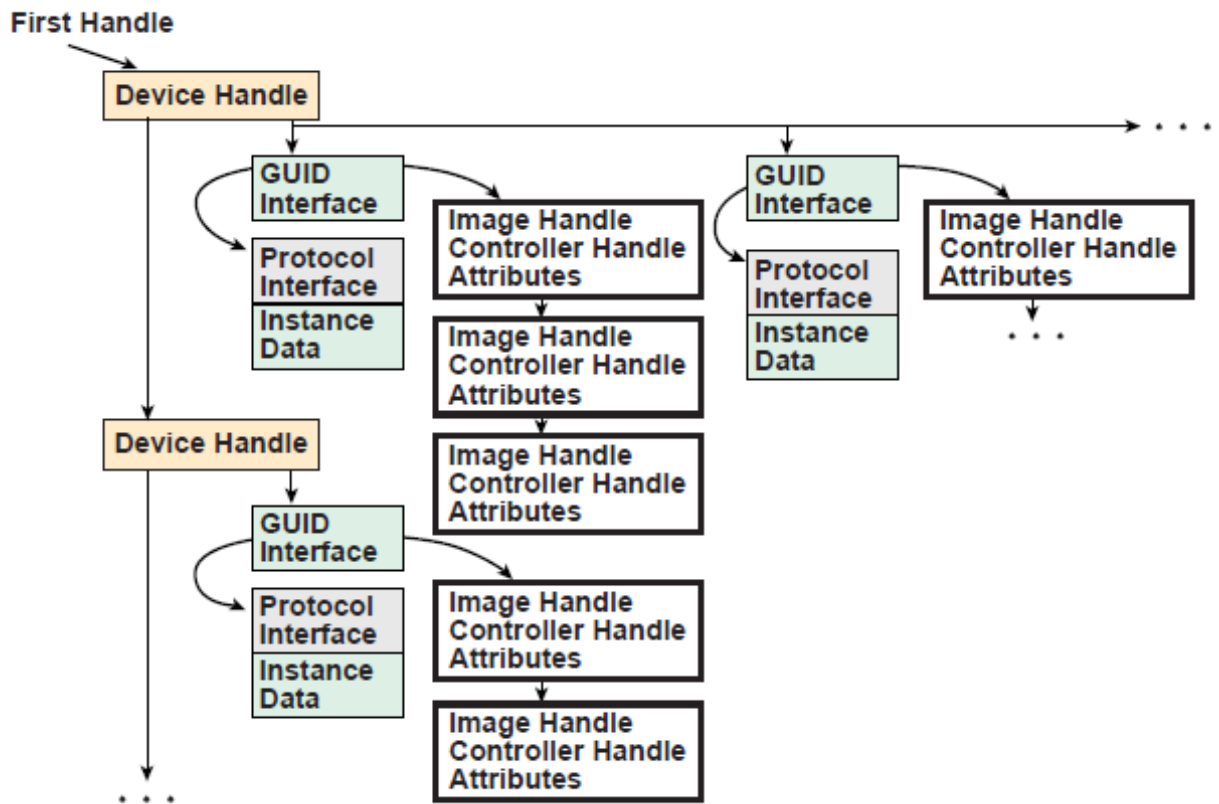 First Handle
Device Handle
. . .
GUID
Interface
Image Handle
Controller Handle
Attributes
Protocol
Interface
Instance
Data
Image Handle
Controller Handle
Attributes
Image Handle
Controller Handle
Attributes
GUID
Interface
Image Handle
Controller Handle
Attributes
. . .
Protocol
Interface
Instance
Data
Device Handle
GUID
Interface
Protocol
Interface
Instance
Data
Image Handle
Controller Handle
Attributes
Image Handle
Controller Handle
Attributes
. . .